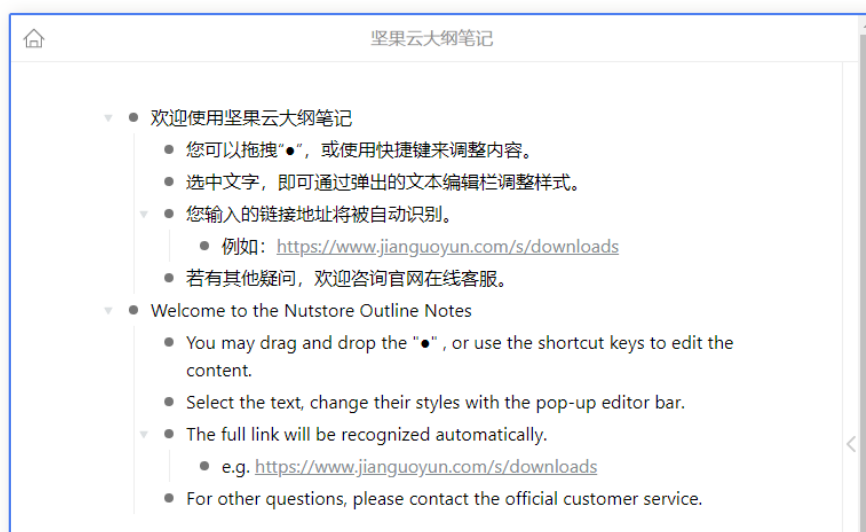 坚果云大纲笔记
欢迎使用坚果云大纲笔记
您可以拖拽“●”，或使用快捷键来调整内容。
选中文字，即可通过弹出的文本编辑栏调整样式。
您输入的链接地址将被自动识别。
例如：https://www.jianguoyun.com/s/downloads
若有其他疑问，欢迎咨询官网在线客服。
Welcome to the Nutstore Outline Notes
You may drag and drop the "●" , or use the shortcut keys to edit the
content.
Select the text, change their styles with the pop-up editor bar.
The full link will be recognized automatically.
e.g. https://www.jianguoyun.com/s/downloads
For other questions, please contact the official customer service.